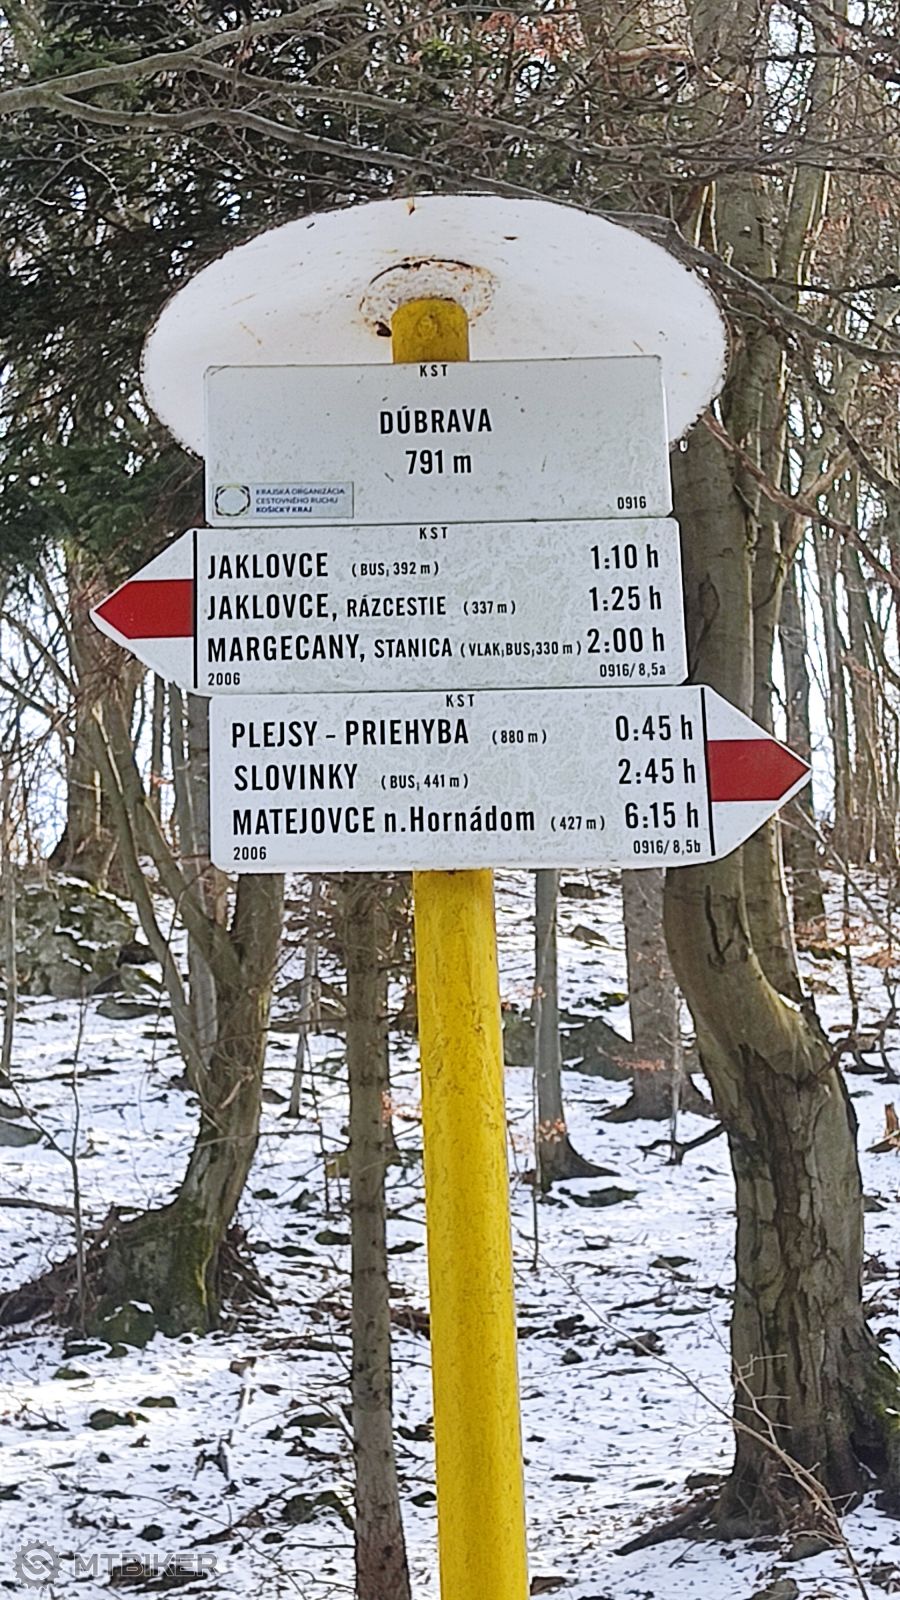 KST
DÚBRAVA
791 m
KRAJSKÁ ORGANIZÁCIA
CESTOVNÉHO RUCHU
KOŠICKÝ KRAJ
0916
KST
JAKLOVCE (BUS, 392 m) 1:10 h
JAKLOVCE, RÁZCESTIE (337 m) 1:25 h
MARGECANY, STANICA (VLAK,BUS,330 m) 2:00 h
2006 0916/8,5a
KST
PLEJSY - PRIEHYBA (880 m) 0:45 h
SLOVINKY (BUS, 441 m) 2:45 h
MATEJOVCE n.Hornádom (427 m) 6:15 h
2006 0916/8,5b
MTBIKER